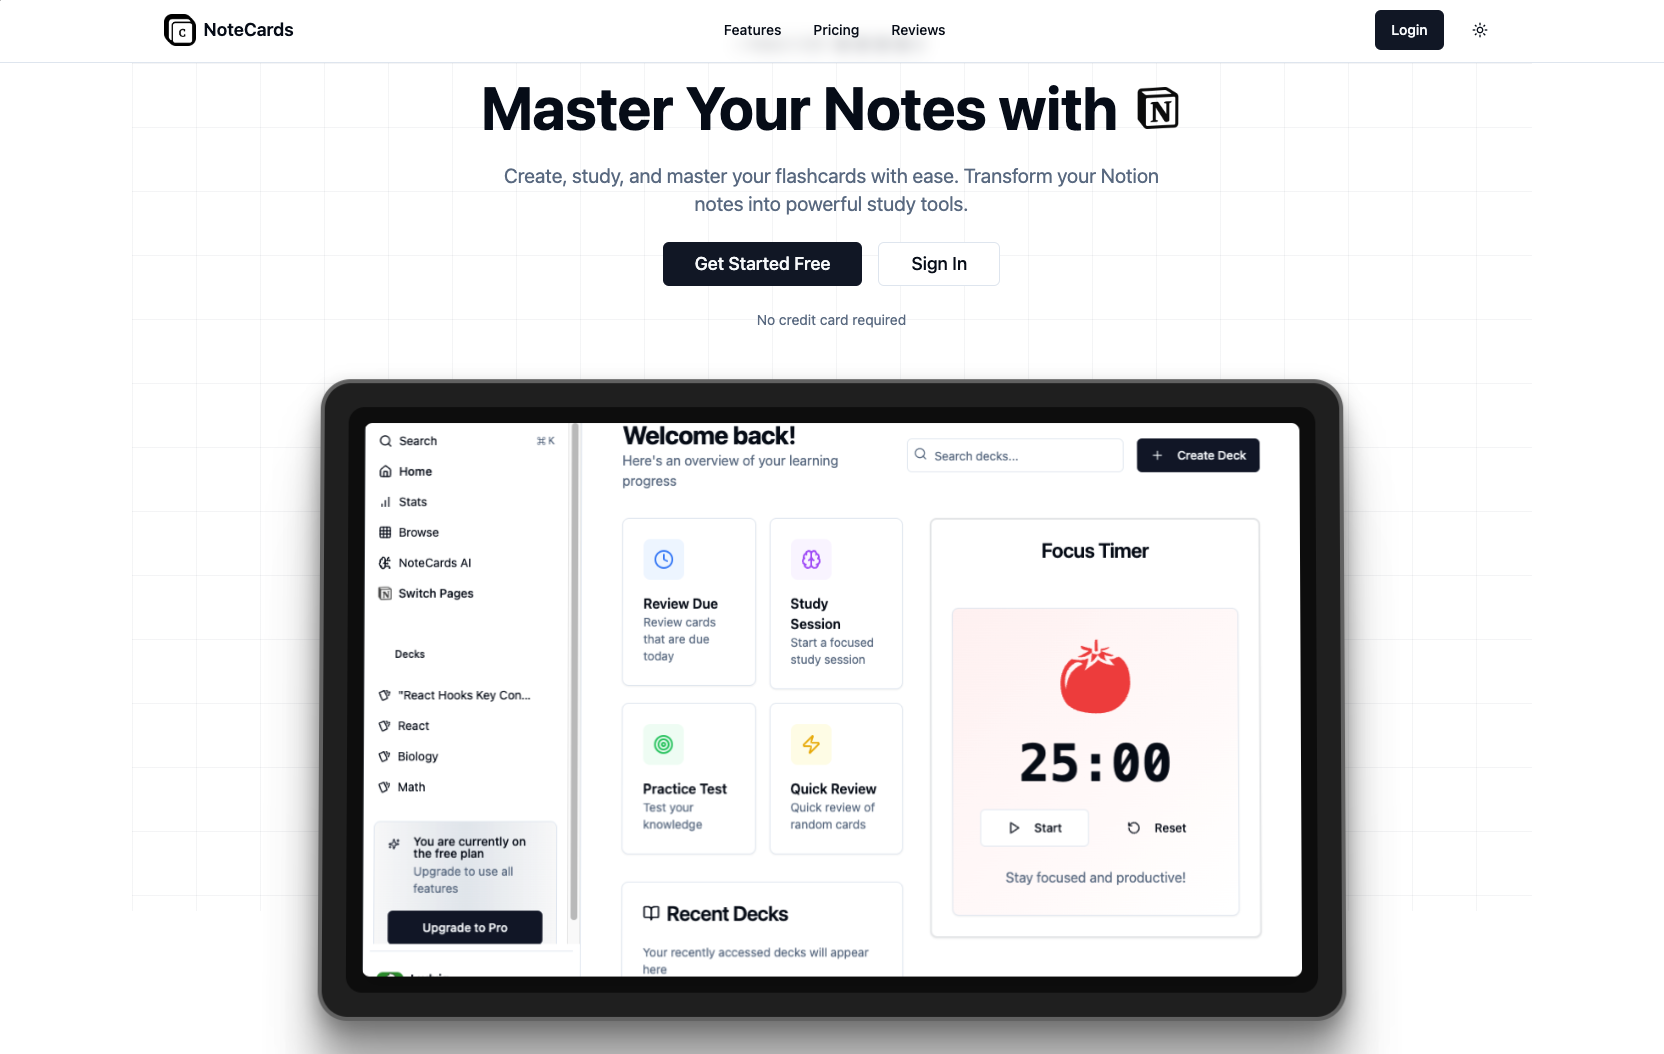 C NoteCards
Features Pricing Reviews
Login
Master Your Notes with N
Create, study, and master your flashcards with ease. Transform your Notion
notes into powerful study tools.
Get Started Free
Sign In
No credit card required
Search ⌘K
Home
Stats
Browse
NoteCards AI
N Switch Pages
Decks
"React Hooks Key Con...
React
Biology
Math
You are currently on
the free plan
Upgrade to use all
features
Upgrade to Pro
Welcome back!
Here's an overview of your learning
progress
Search decks...
+ Create Deck
Review Due
Review cards
that are due
today
Study
Session
Start a focused
study session
Practice Test
Test your
knowledge
Quick Review
Quick review of
random cards
Recent Decks
Your recently accessed decks will appear
here
Focus Timer
25:00
Start
Reset
Stay focused and productive!